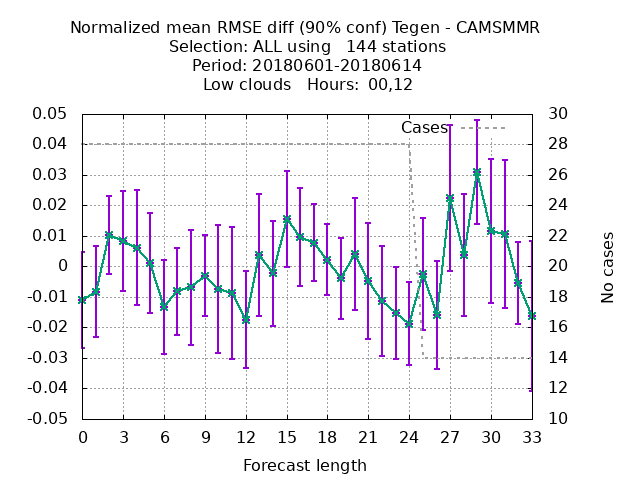 Normalized mean RMSE diff (90% conf) Tegen - CAMSMMR
Selection: ALL using   144 stations
Period: 20180601-20180614
Low clouds   Hours:  00,12
Cases
0.05
0.04
0.03
0.02
0.01
0
-0.01
-0.02
-0.03
-0.04
-0.05
30
28
26
24
22
20
18
16
14
12
10
No cases
0 3 6 9 12 15 18 21 24 27 30 33
Forecast length